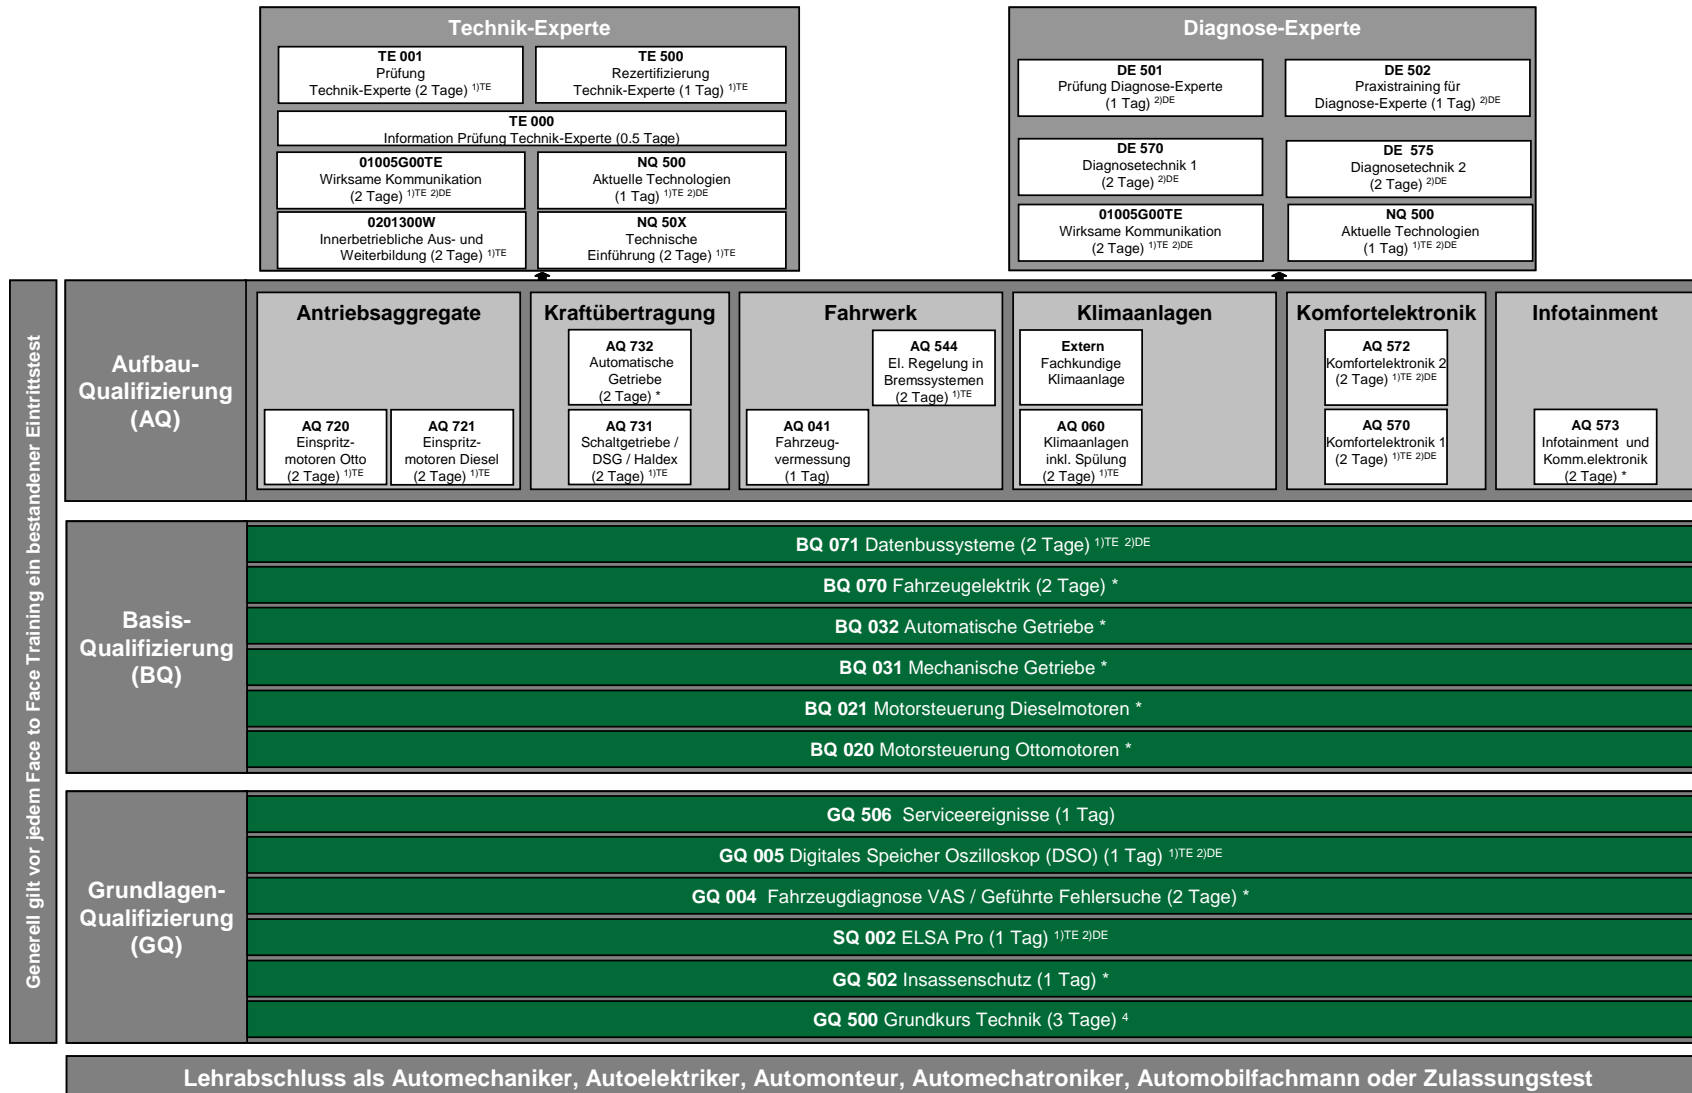 Technik-Experte
TE 001
Prüfung
Technik-Experte (2 Tage) 1)TE
TE 500
Rezertifizierung
Technik-Experte (1 Tag) 1)TE
TE 000
Information Prüfung Technik-Experte (0.5 Tage)
01005G00TE
Wirksame Kommunikation
(2 Tage) 1)TE 2)DE
NQ 500
Aktuelle Technologien
(1 Tag) 1)TE 2)DE
0201300W
Innerbetriebliche Aus- und
Weiterbildung (2 Tage) 1)TE
NQ 50X
Technische
Einführung (2 Tage) 1)TE
Diagnose-Experte
DE 501
Prüfung Diagnose-Experte
(1 Tag) 2)DE
DE 502
Praxistraining für
Diagnose-Experte (1 Tag) 2)DE
DE 570
Diagnosetechnik 1
(2 Tage) 2)DE
DE 575
Diagnosetechnik 2
(2 Tage) 2)DE
01005G00TE
Wirksame Kommunikation
(2 Tage) 1)TE 2)DE
NQ 500
Aktuelle Technologien
(1 Tag) 1)TE 2)DE
Generell gilt vor jedem Face to Face Training ein bestandener Eintrittstest
Aufbau-
Qualifizierung
(AQ)
Antriebsaggregate
AQ 720
Einspritz-
motoren Otto
(2 Tage) 1)TE
AQ 721
Einspritz-
motoren Diesel
(2 Tage) 1)TE
Kraftübertragung
AQ 732
Automatische
Getriebe
(2 Tage) *
AQ 731
Schaltgetriebe /
DSG / Haldex
(2 Tage) 1)TE
Fahrwerk
AQ 544
El. Regelung in
Bremssystemen
(2 Tage) 1)TE
AQ 041
Fahrzeug-
vermessung
(1 Tag)
Klimaanlagen
Extern
Fachkundige
Klimaanlage
AQ 060
Klimaanlagen
inkl. Spülung
(2 Tage) 1)TE
Komfortelektronik
AQ 572
Komfortelektronik 2
(2 Tage) 1)TE 2)DE
AQ 570
Komfortelektronik 1
(2 Tage) 1)TE 2)DE
Infotainment
AQ 573
Infotainment und
Komm.elektronik
(2 Tage) *
Basis-
Qualifizierung
(BQ)
BQ 071 Datenbussysteme (2 Tage) 1)TE 2)DE
BQ 070 Fahrzeugelektrik (2 Tage) *
BQ 032 Automatische Getriebe *
BQ 031 Mechanische Getriebe *
BQ 021 Motorsteuerung Dieselmotoren *
BQ 020 Motorsteuerung Ottomotoren *
Grundlagen-
Qualifizierung
(GQ)
GQ 506 Serviceereignisse (1 Tag)
GQ 005 Digitales Speicher Oszilloskop (DSO) (1 Tag) 1)TE 2)DE
GQ 004 Fahrzeugdiagnose VAS / Geführte Fehlersuche (2 Tage) *
SQ 002 ELSA Pro (1 Tag) 1)TE 2)DE
GQ 502 Insassenschutz (1 Tag) *
GQ 500 Grundkurs Technik (3 Tage) 4
Lehrabschluss als Automechaniker, Autoelektriker, Automonteur, Automechatroniker, Automobilfachmann oder Zulassungstest